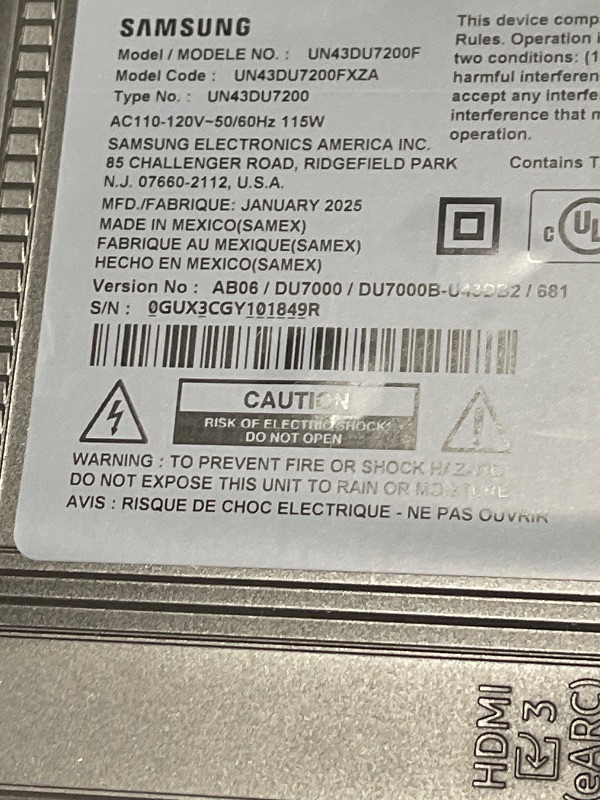 SAMSUNG
Model / MODELE NO. : UN43DU7200F
Model Code : UN43DU7200FXZA
Type No. : UN43DU7200
AC110-120V~50/60Hz 115W
SAMSUNG ELECTRONICS AMERICA INC.
85 CHALLENGER ROAD, RIDGEFIELD PARK
N.J. 07660-2112, U.S.A.
MFD./FABRIQUE: JANUARY 2025
MADE IN MEXICO(SAMEX)
FABRIQUE AU MEXIQUE(SAMEX)
HECHO EN MEXICO(SAMEX)
Version No : AB06 / DU7000 / DU7000B-U43DB2 / 681
S/N : 0GUX3CGY101849R
This device comp
Rules. Operation i
two conditions: (1
harmful interferen
accept any interfe
interference that m
operation.
Contains T
C UL
CAUTION
RISK OF ELECTRIC SHOCK
DO NOT OPEN
WARNING : TO PREVENT FIRE OR SHOCK HAZARD
DO NOT EXPOSE THIS UNIT TO RAIN OR MOISTURE
AVIS : RISQUE DE CHOC ELECTRIQUE - NE PAS OUVRIR
HDMI 3
(eARC)